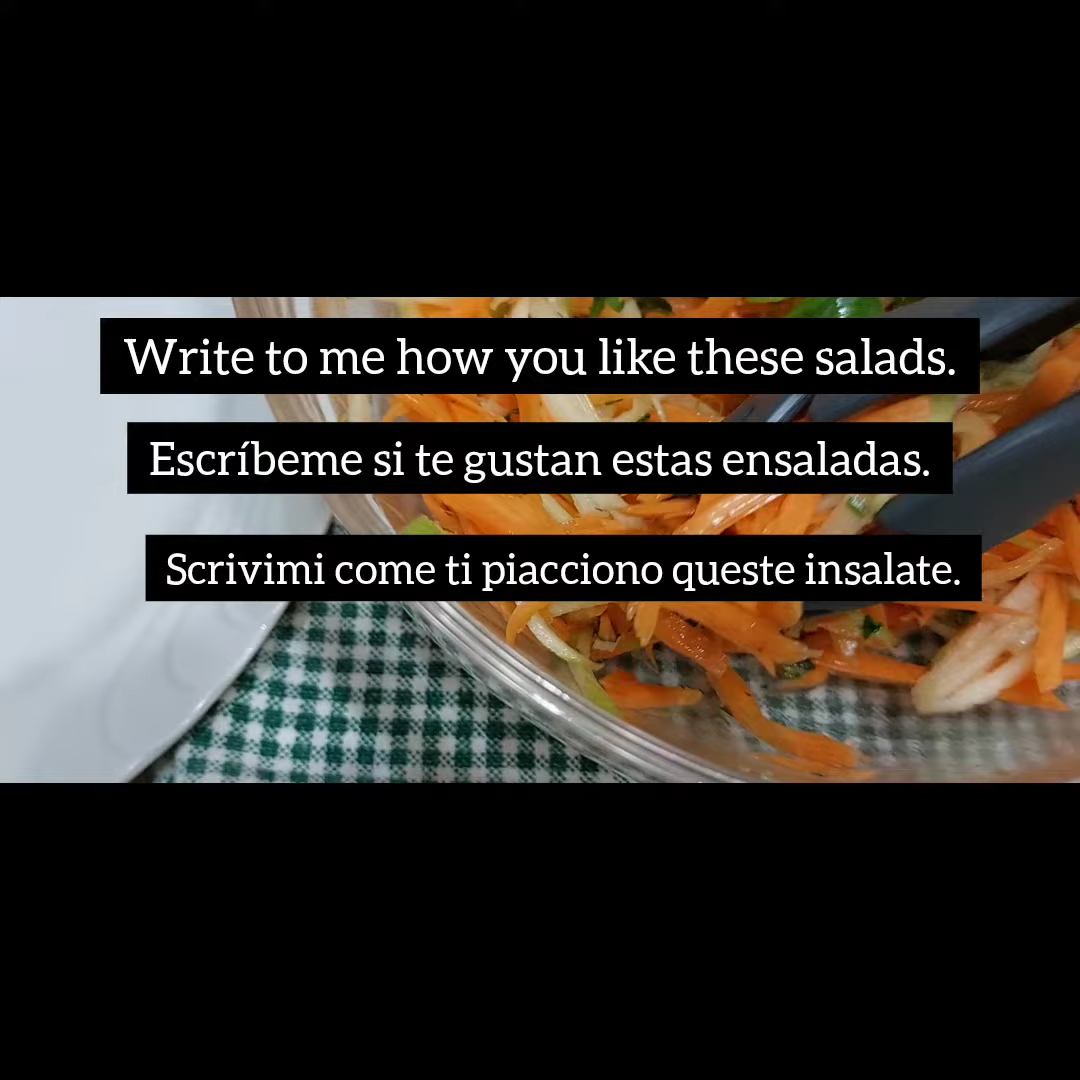 Write to me how you like these salads.
Escríbeme si te gustan estas ensaladas.
Scrivimi come ti piacciono queste insalate.